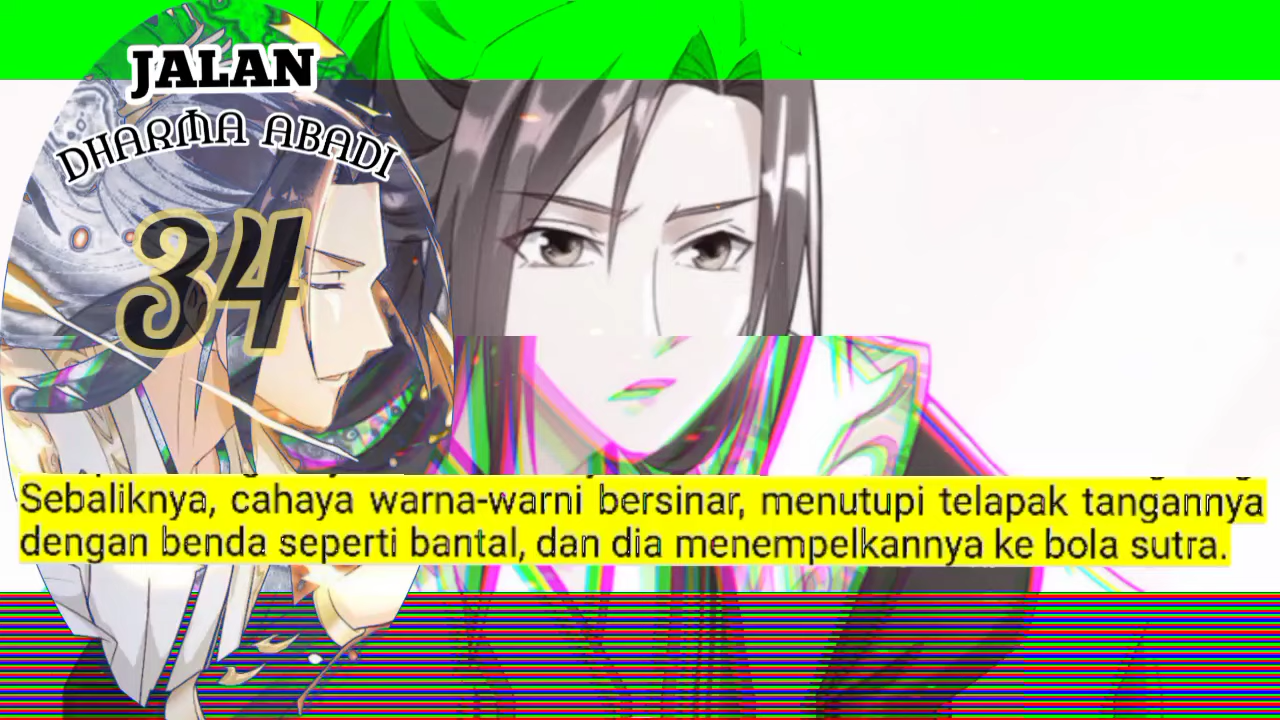 JALAN
DHARMA ABADI
34
Sebaliknya, cahaya warna-warni bersinar, menutupi telapak tangannya
dengan benda seperti bantal, dan dia menempelkannya ke bola sutra.